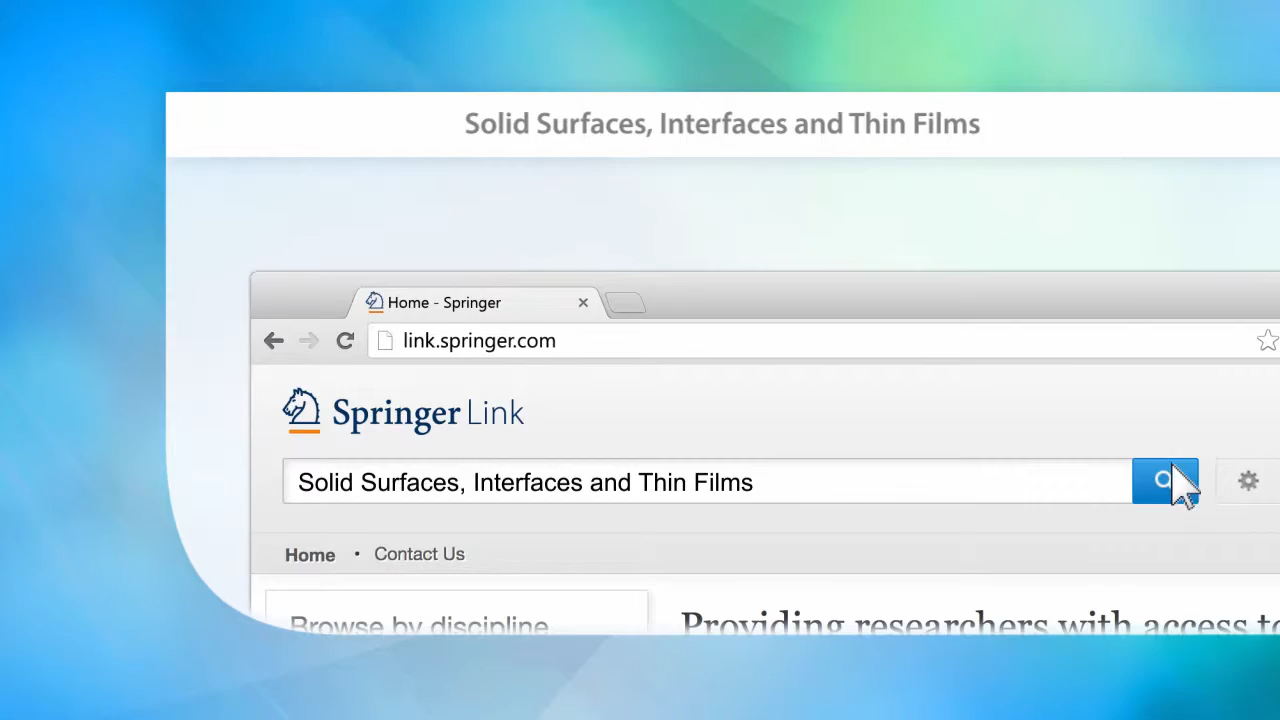 Solid Surfaces, Interfaces and Thin Films
Home - Springer
link.springer.com
Springer Link
Solid Surfaces, Interfaces and Thin Films
Home • Contact Us
Browse by discipline
Providing researchers with access to